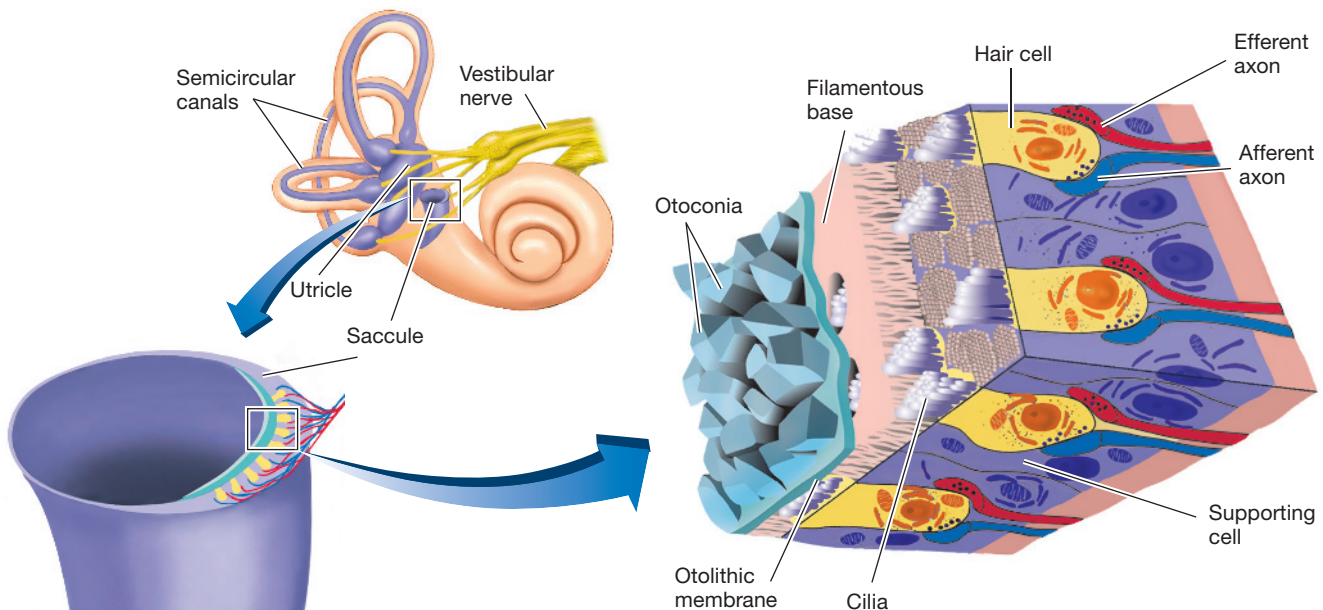 Semicircular
canals
Vestibular
nerve
Utricle
Saccule
Hair cell
Efferent
axon
Filamentous
base
Afferent
axon
Otoconia
Supporting
cell
Otolithic
membrane
Cilia